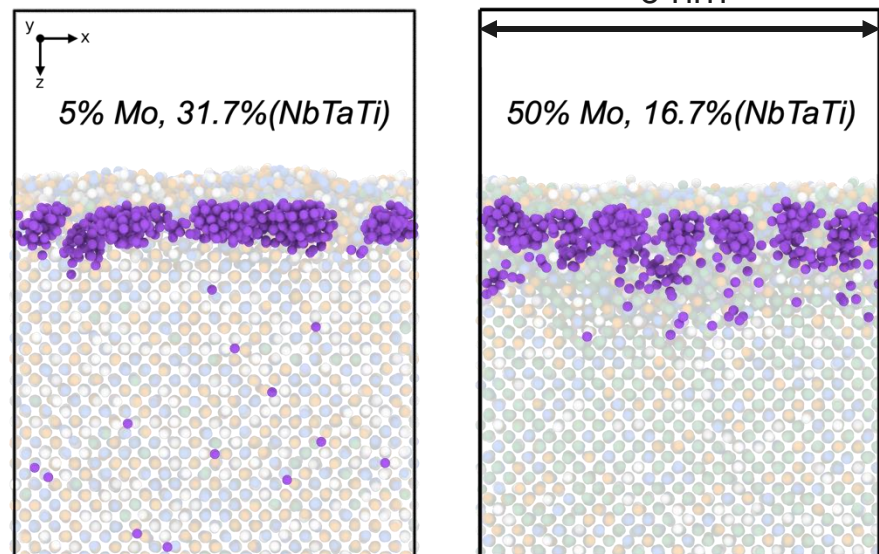 y
x
z
5% Mo, 31.7%(NbTaTi)
50% Mo, 16.7%(NbTaTi)